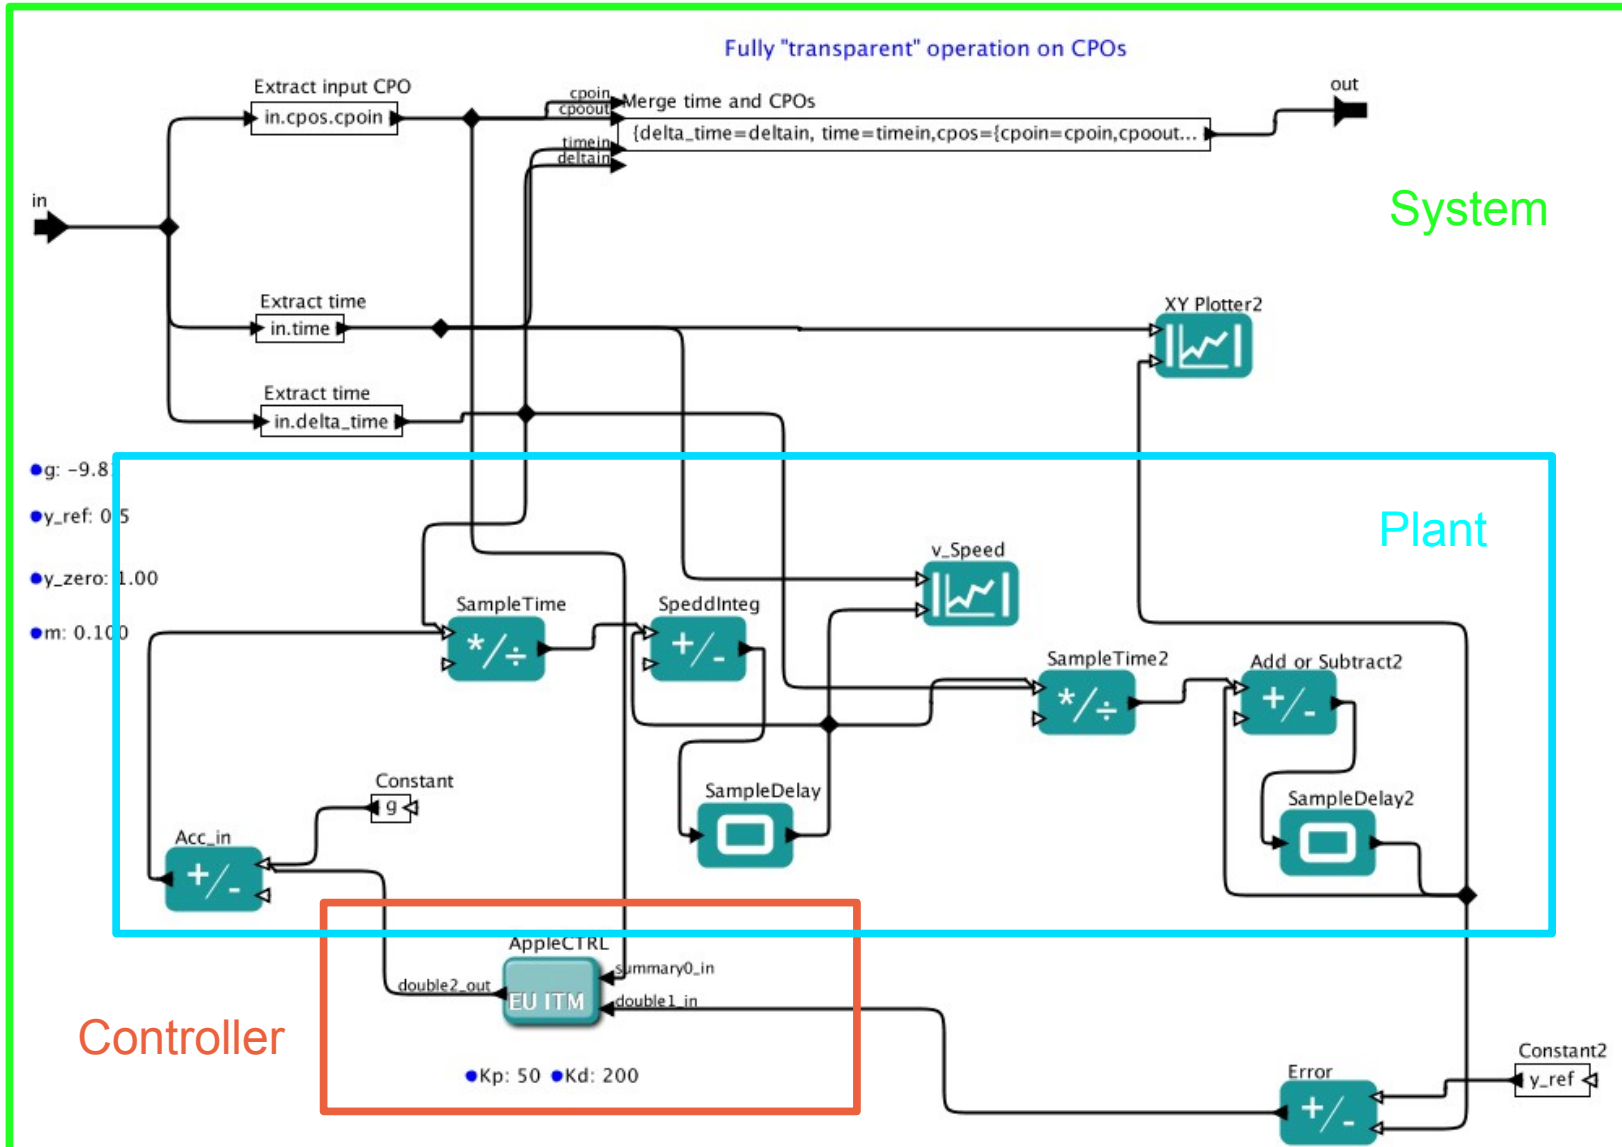 Fully "transparent" operation on CPOs
Extract input CPO
in.cpos.cpoin
cpoin
cpoout
Merge time and CPOs
{delta_time=deltain, time=timein,cpos={cpoin=cpoin,cpoout...
timein
deltain
out
System
in
Extract time
in.time
XY Plotter2
Extract time
in.delta_time
g: -9.81
y_ref: 0.5
Plant
v_Speed
y_zero: 1.00
SampleTime
*/÷
SpeddInteg
+/-
m: 0.100
SampleTime2
*/÷
Add or Subtract2
+/-
Constant
g
SampleDelay
SampleDelay2
Acc_in
+/-
AppleCTRL
EU ITM
summary0_in
double2_out
double1_in
Controller
Kp: 50
Kd: 200
Constant2
y_ref
Error
+/-